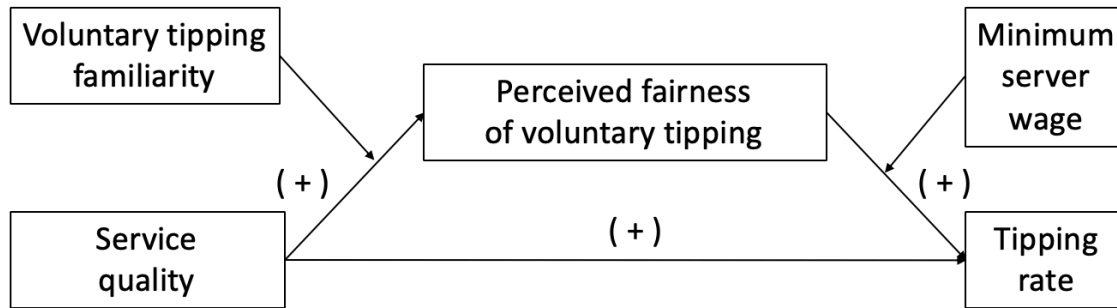 Voluntary tipping
familiarity
Perceived fairness
of voluntary tipping
Minimum
server
wage
( + )
( + )
( + )
Service
quality
Tipping
rate